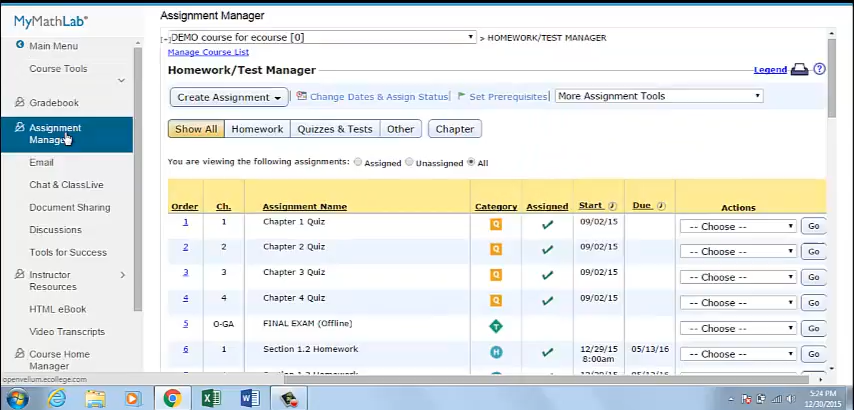 MyMathLab®
Main Menu
Course Tools
Gradebook
Assignment
Manager
Email
Chat & ClassLive
Document Sharing
Discussions
Tools for Success
Instructor
Resources
HTML eBook
Video Transcripts
Course Home
Manager
openvellum.ecollege.com
Assignment Manager
DEMO course for ecourse [0] > HOMEWORK/TEST MANAGER
Manage Course List
Homework/Test Manager Legend
Create Assignment Change Dates & Assign Status Set Prerequisites More Assignment Tools
Show All Homework Quizzes & Tests Other Chapter
You are viewing the following assignments: Assigned Unassigned All
Order Ch. Assignment Name Category Assigned Start Due Actions
1 1 Chapter 1 Quiz Q 09/02/15 -- Choose -- Go
2 2 Chapter 2 Quiz Q 09/02/15 -- Choose -- Go
3 3 Chapter 3 Quiz Q 09/02/15 -- Choose -- Go
4 4 Chapter 4 Quiz Q 09/02/15 -- Choose -- Go
5 O-GA FINAL EXAM (Offline) T -- Choose -- Go
6 1 Section 1.2 Homework H 12/29/15 05/13/16 -- Choose -- Go
8:00am
5:24 PM
12/30/2015